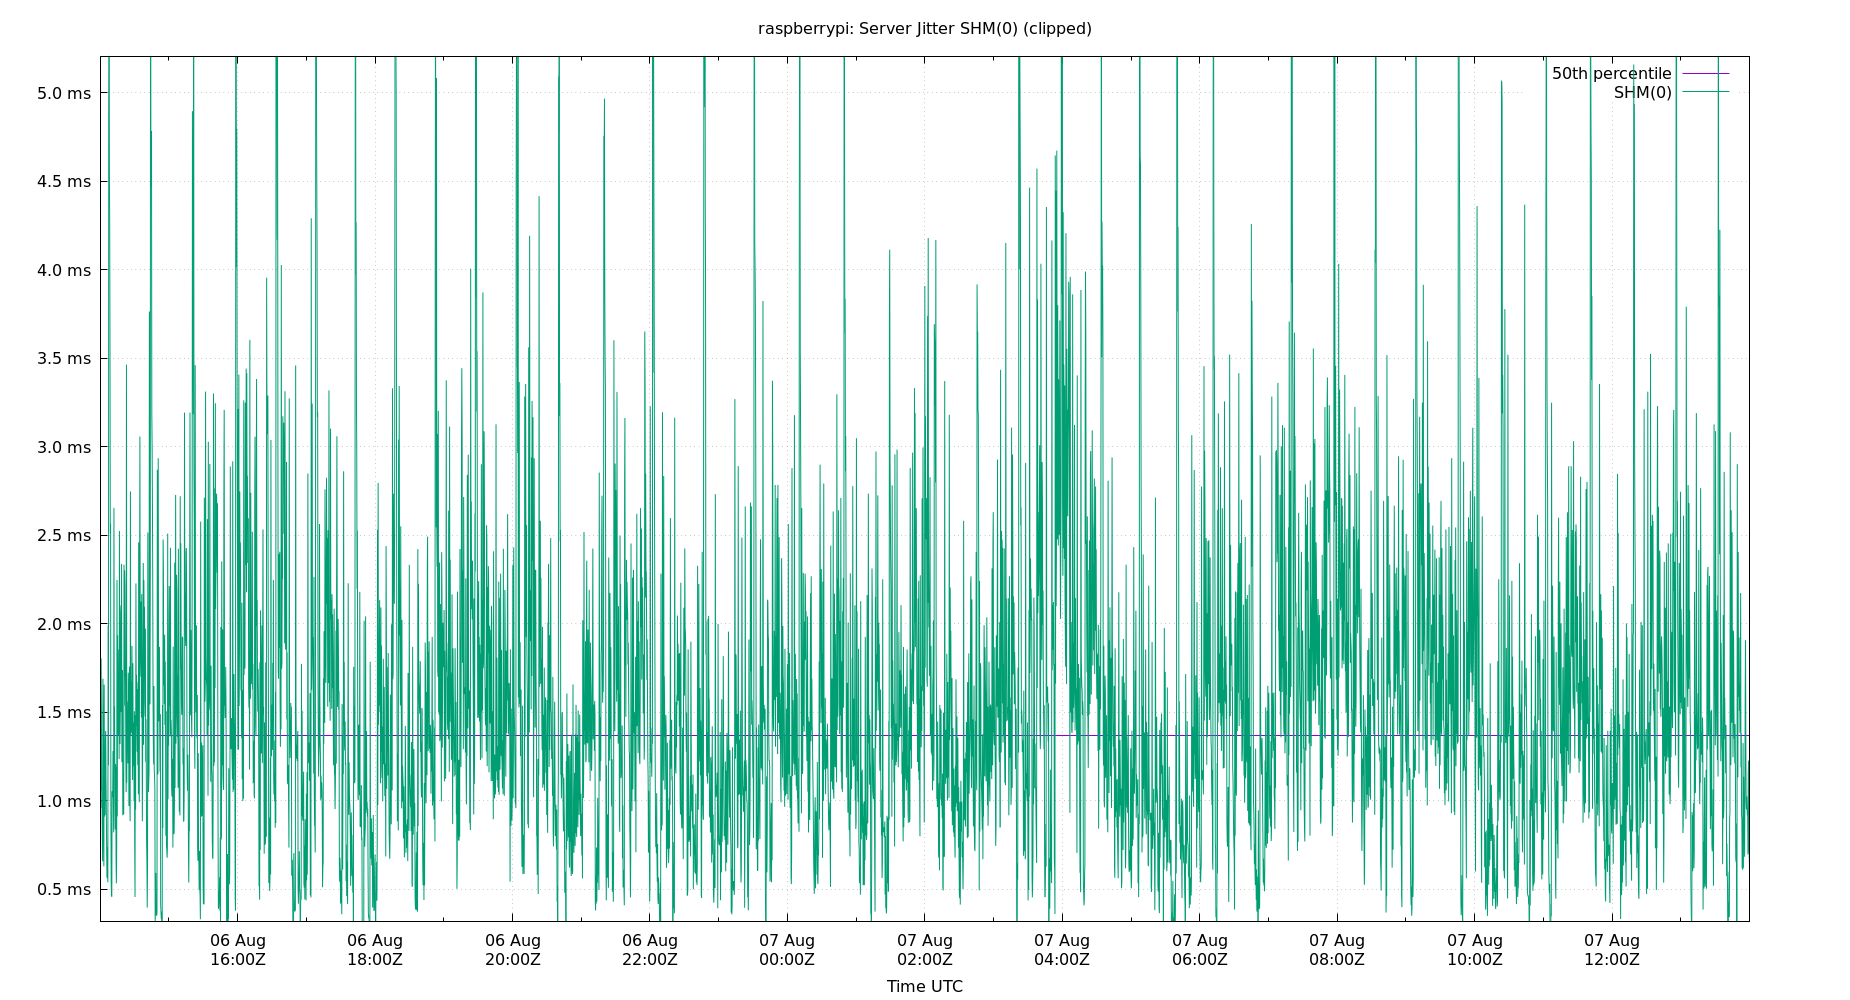 raspberrypi: Server Jitter SHM(0) (clipped)
50th percentile
SHM(0)
5.0 ms
4.5 ms
4.0 ms
3.5 ms
3.0 ms
2.5 ms
2.0 ms
1.5 ms
1.0 ms
0.5 ms
06 Aug 06 Aug 06 Aug 06 Aug 07 Aug 07 Aug 07 Aug 07 Aug 07 Aug 07 Aug 07 Aug
16:00Z 18:00Z 20:00Z 22:00Z 00:00Z 02:00Z 04:00Z 06:00Z 08:00Z 10:00Z 12:00Z
Time UTC